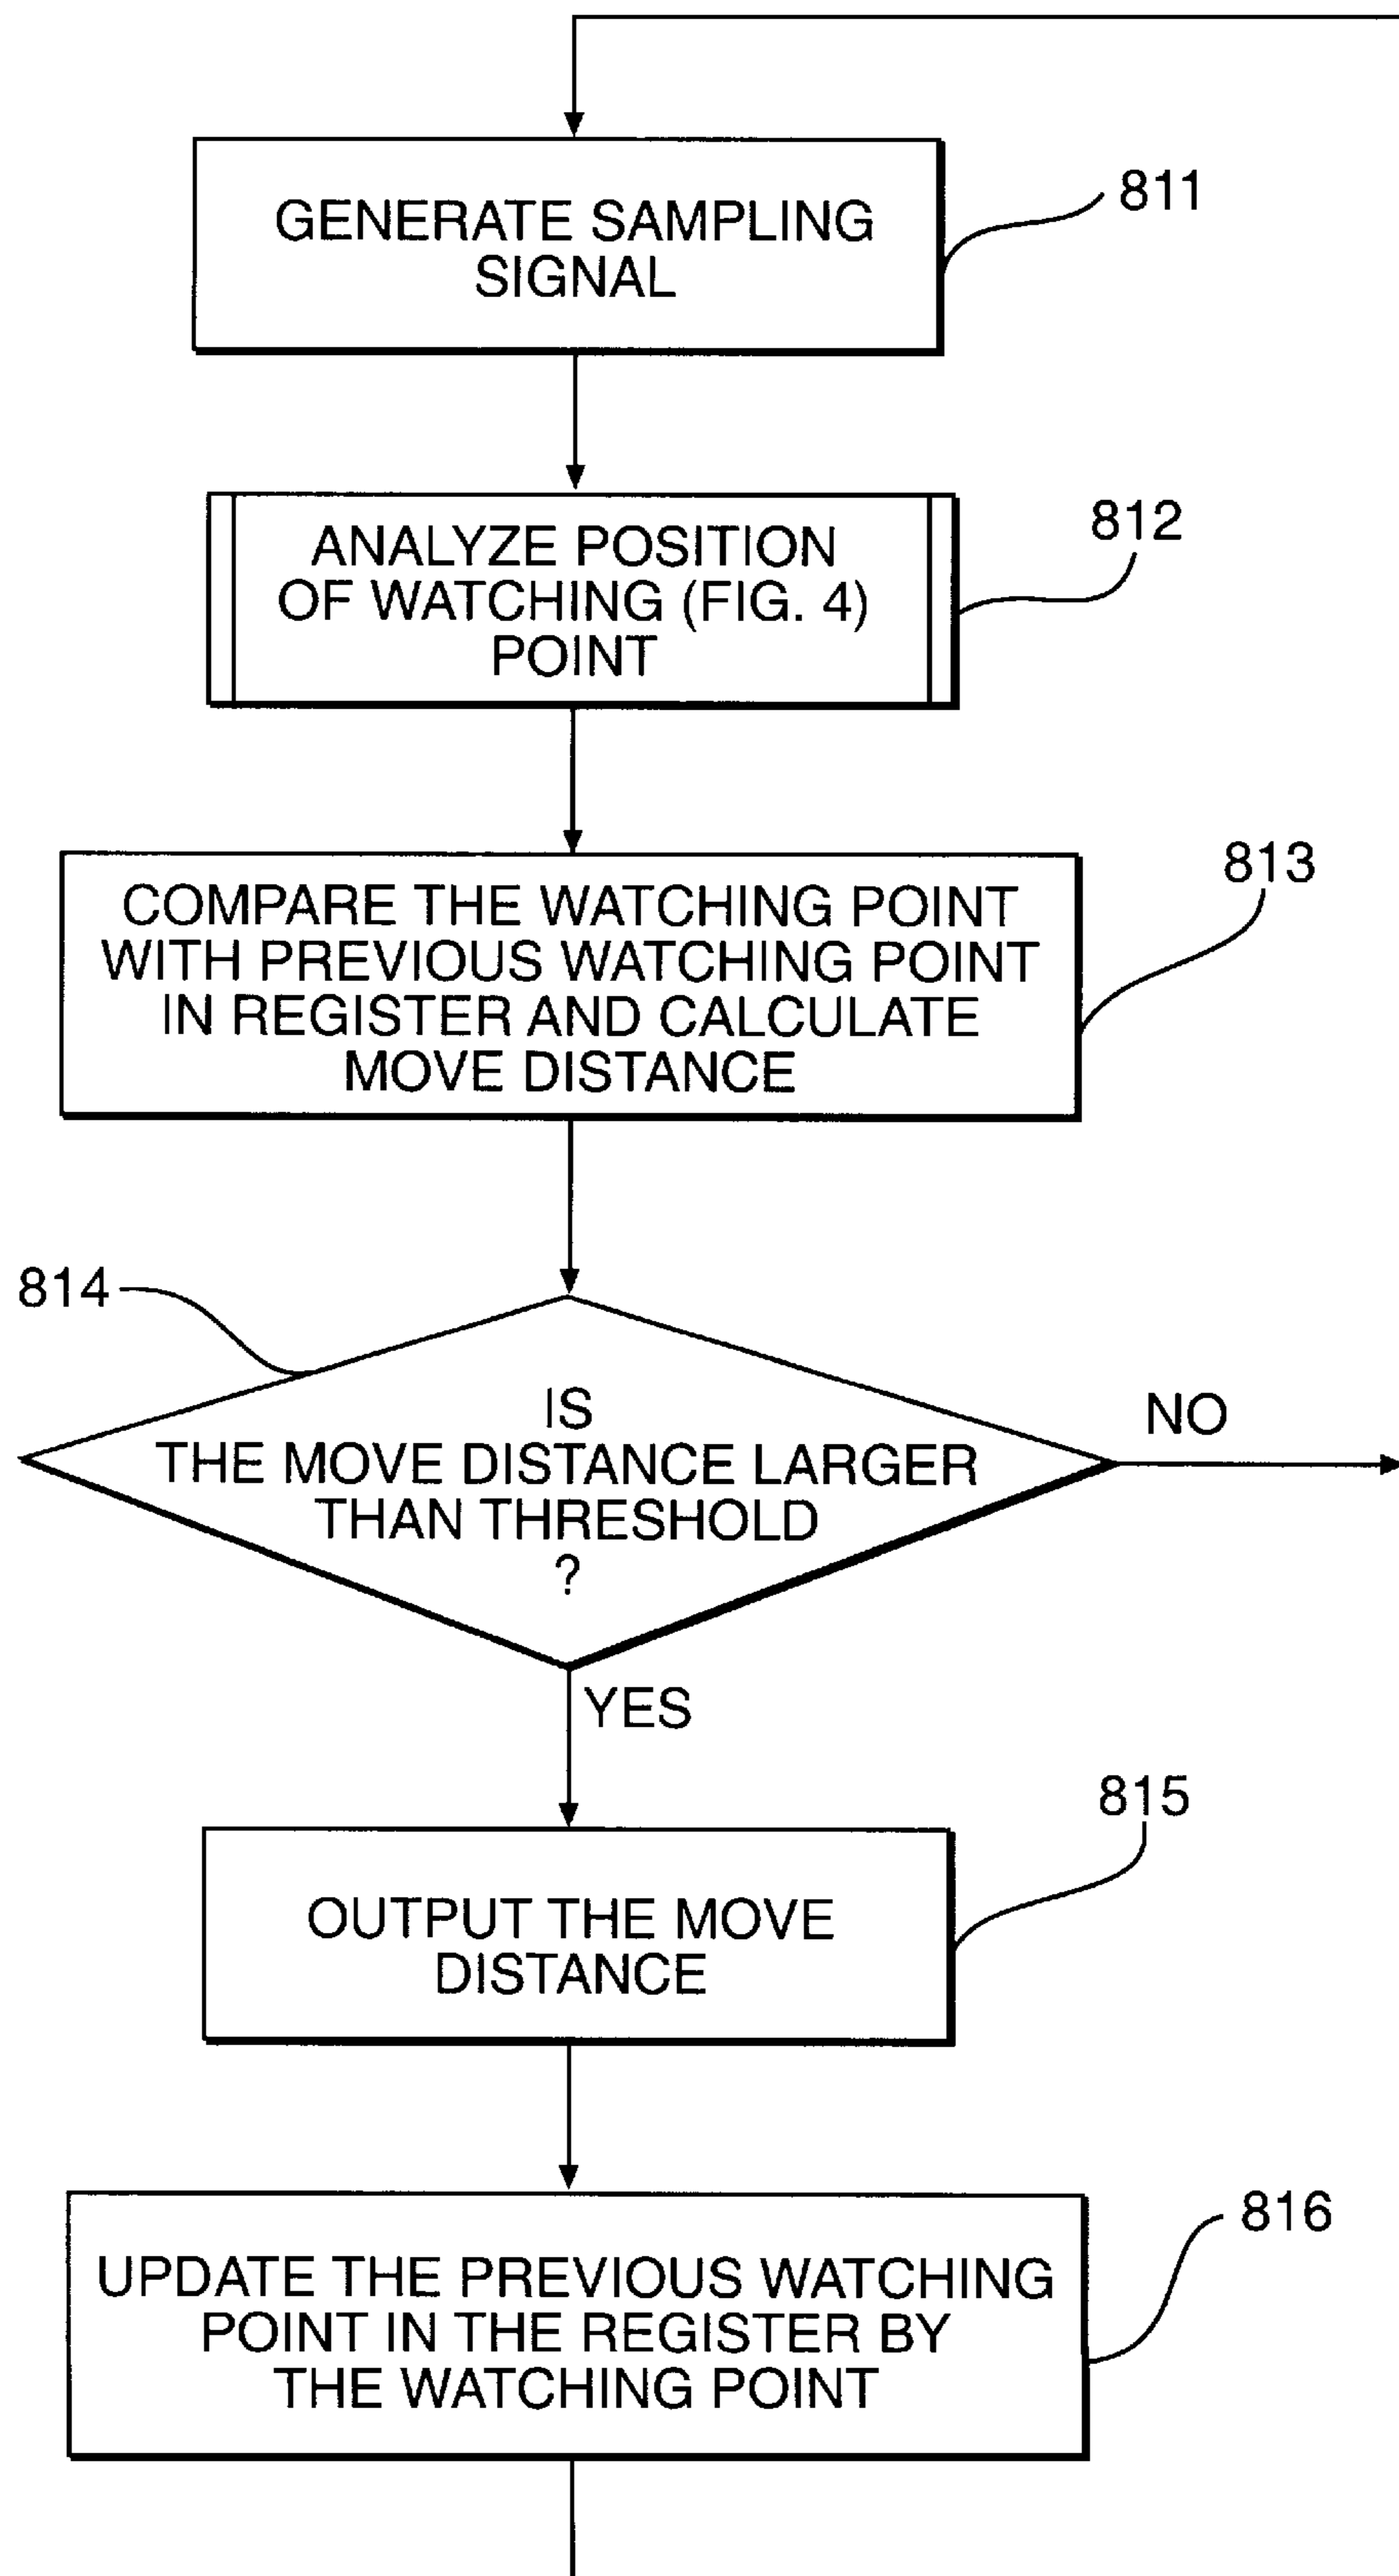 GENERATE SAMPLING
SIGNAL
811
ANALYZE POSITION
OF WATCHING (FIG. 4)
POINT
812
COMPARE THE WATCHING POINT
WITH PREVIOUS WATCHING POINT
IN REGISTER AND CALCULATE
MOVE DISTANCE
813
814
IS
THE MOVE DISTANCE LARGER
THAN THRESHOLD
?
NO
YES
OUTPUT THE MOVE
DISTANCE
815
UPDATE THE PREVIOUS WATCHING
POINT IN THE REGISTER BY
THE WATCHING POINT
816